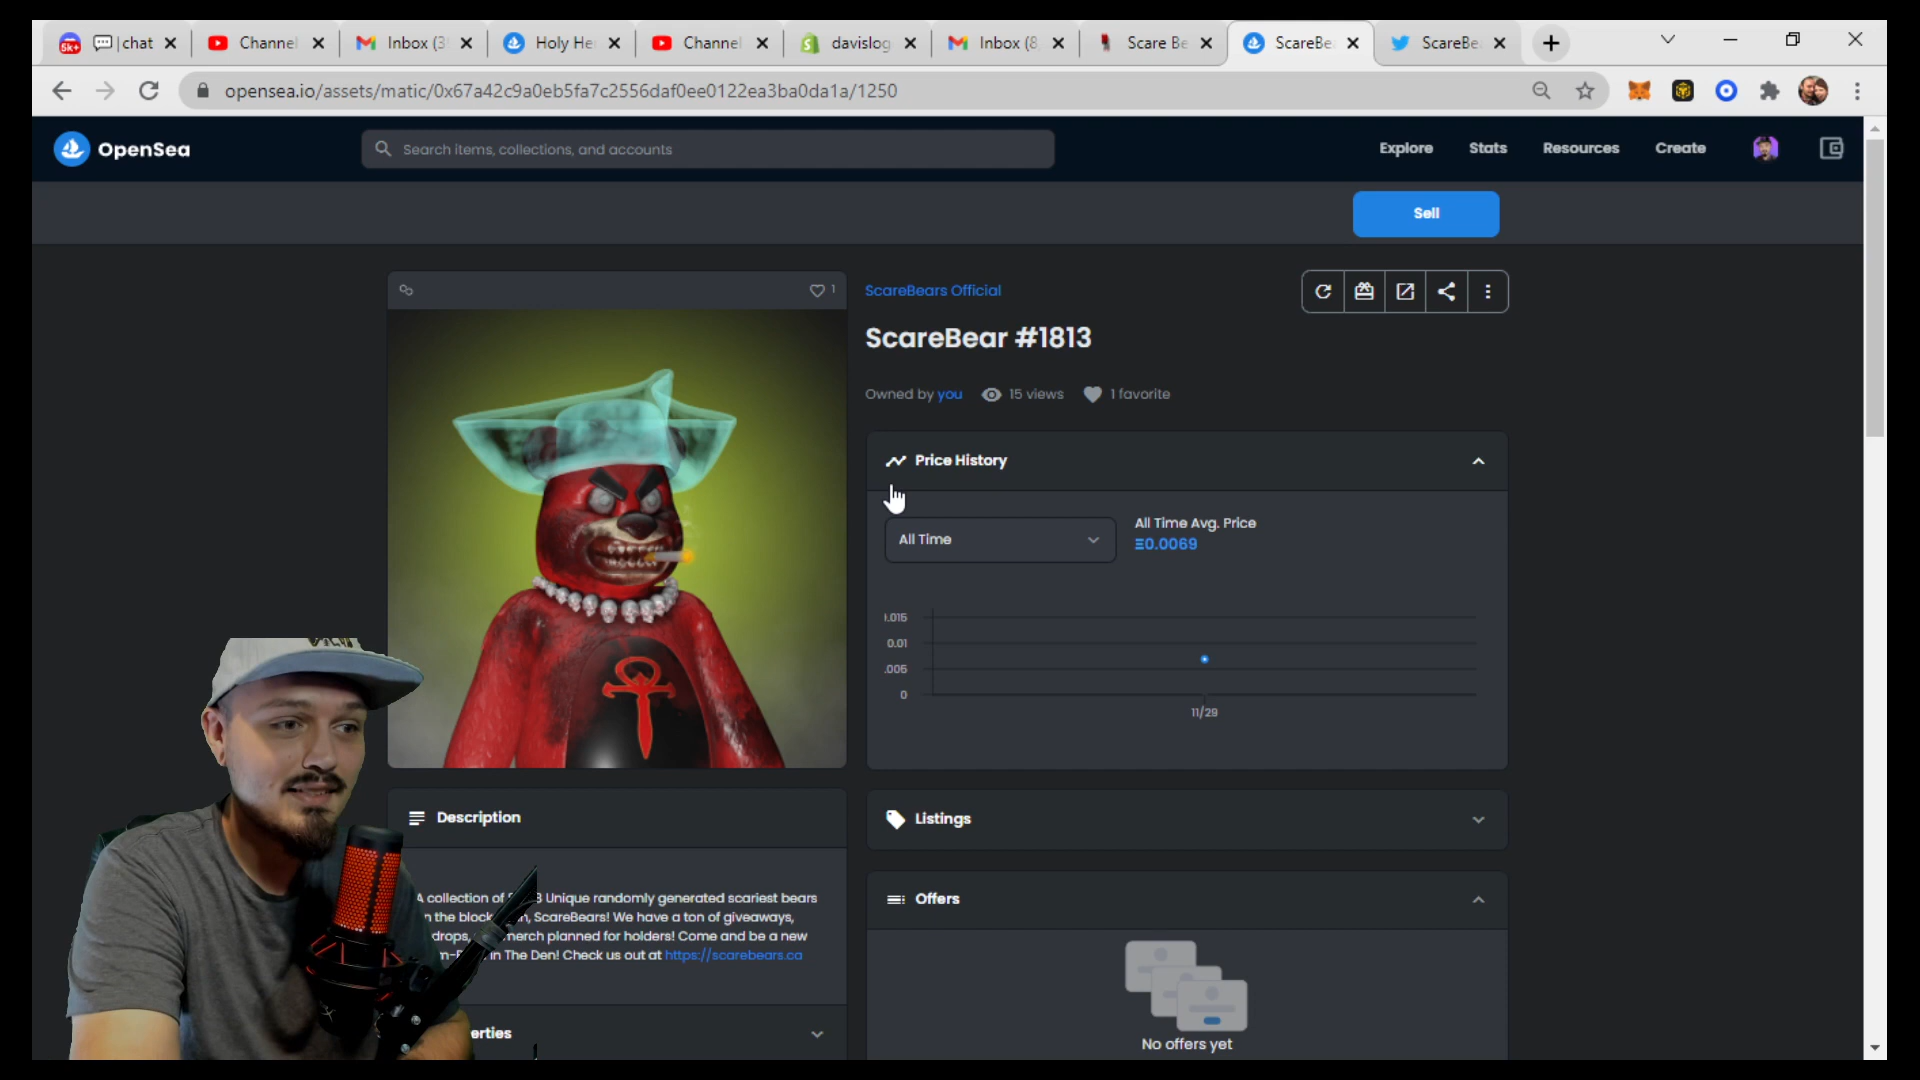 5k+ |chat Channel Inbox (3 Holy He Channel davislog Inbox (8 Scare Be ScareBe ScareBe
opensea.io/assets/matic/0x67a42c9a0eb5fa7c2556daf0ee0122ea3ba0da1a/1250
OpenSea Search items, collections, and accounts Explore Stats Resources Create
Sell
1 ScareBears Official
ScareBear #1813
Owned by you 15 views 1 favorite
Price History
All Time
All Time Avg. Price
Ξ0.0069
0.01
0
11/29
Description
A collection of Unique randomly generated scariest bears
ScareBears! We have a ton of giveaways,
drops, merch planned for holders! Come and be a new
in The Den! Check us out at https://scarebears.ca
erties
Listings
Offers
No offers yet